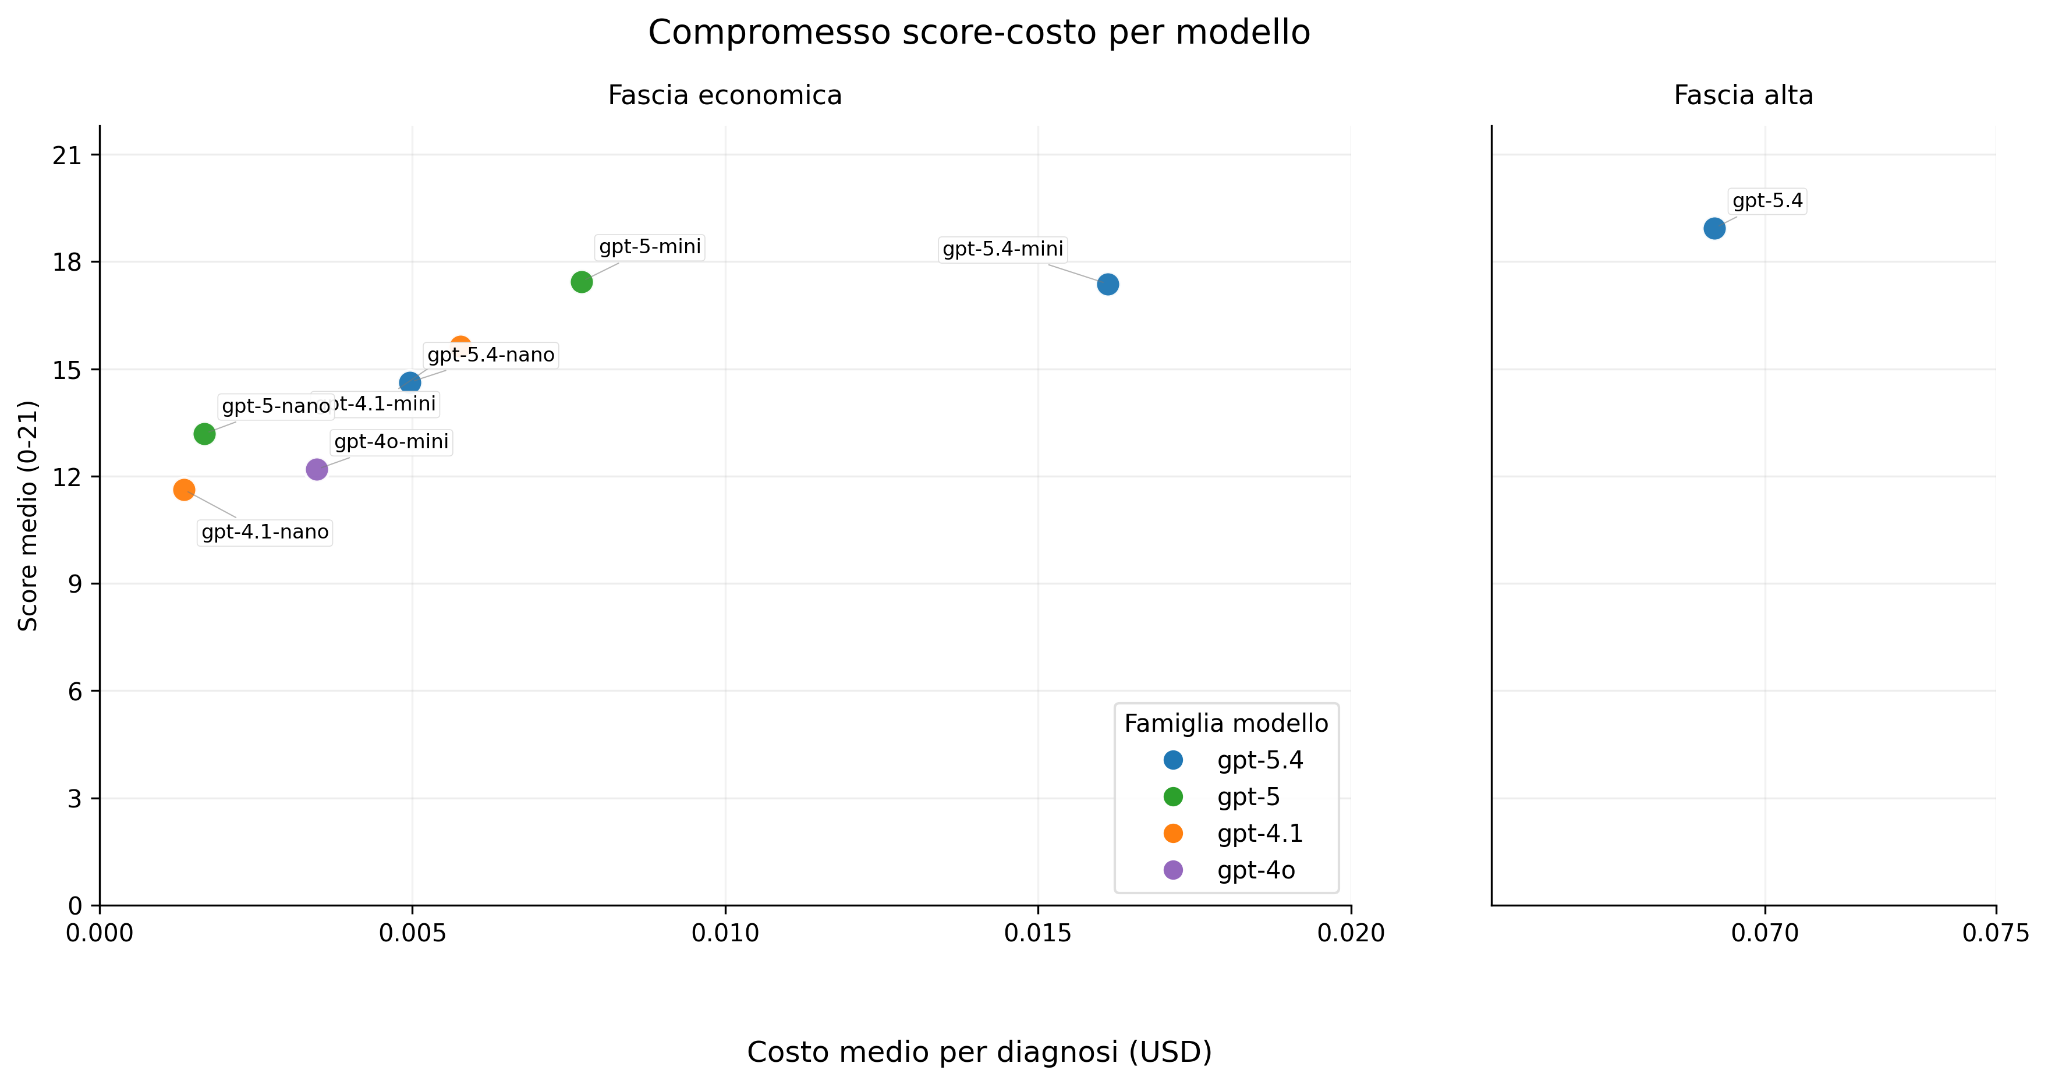 Compromesso score-costo per modello
Fascia economica
Fascia alta
Score medio (0-21)
21
18
15
12
9
6
3
0
gpt-5-mini
gpt-5.4-mini
gpt-5.4
gpt-5.4-nano
gpt-5-nano
pt-4.1-mini
gpt-4o-mini
gpt-4.1-nano
Famiglia modello
gpt-5.4
gpt-5
gpt-4.1
gpt-4o
0.000
0.005
0.010
0.015
0.020
0.070
0.075
Costo medio per diagnosi (USD)